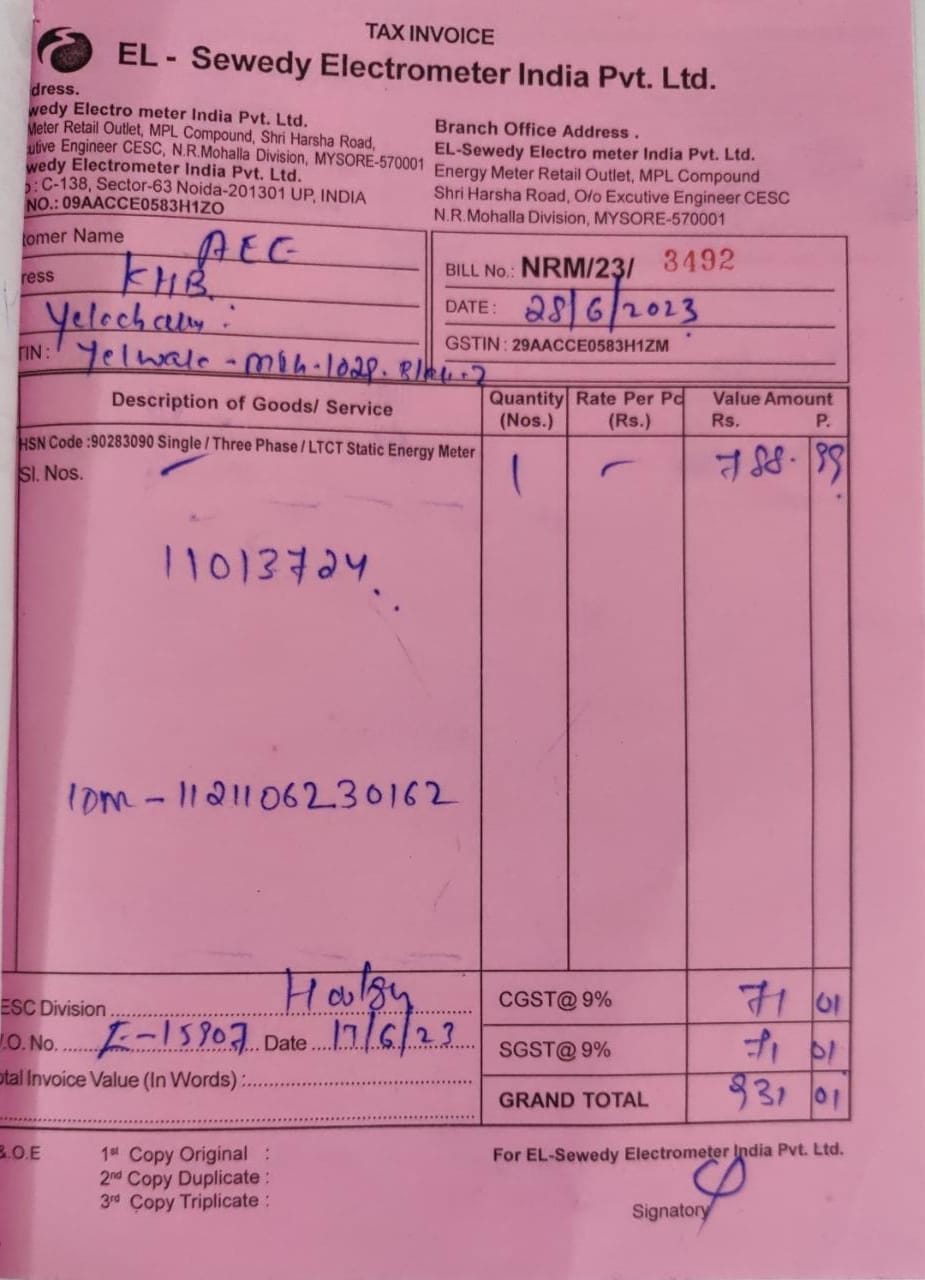 TAX INVOICE
EL - Sewedy Electrometer India Pvt. Ltd.
dress.
wedy Electro meter India Pvt. Ltd.
Meter Retail Outlet, MPL Compound, Shri Harsha Road,
utive Engineer CESC, N.R.Mohalla Division, MYSORE-570001
wedy Electrometer India Pvt. Ltd.
: C-138, Sector-63 Noida-201301 UP, INDIA
NO.: 09AACCE0583H1ZO
Branch Office Address .
EL-Sewedy Electro meter India Pvt. Ltd.
Energy Meter Retail Outlet, MPL Compound
Shri Harsha Road, O/o Excutive Engineer CESC
N.R.Mohalla Division, MYSORE-570001
tomer Name AEE
ress KHB
TIN :
BILL No.: NRM/23/ 3492
DATE : 28/6/2023
GSTIN : 29AACCE0583H1ZM
Description of Goods/ Service Quantity (Nos.) Rate Per Pc (Rs.) Value Amount Rs. P.
HSN Code :90283090 Single / Three Phase / LTCT Static Energy Meter
Sl. Nos. 1 788. 99
11013724
IDM - 1121106230162
ESC Division
.O. No. E-15907 Date 17/6/23
otal Invoice Value (In Words) :
CGST@ 9% 71 01
SGST@ 9% 71 01
GRAND TOTAL 931 01
&.O.E
1st Copy Original :
2nd Copy Duplicate :
3rd Copy Triplicate :
For EL-Sewedy Electrometer India Pvt. Ltd.
Signatory